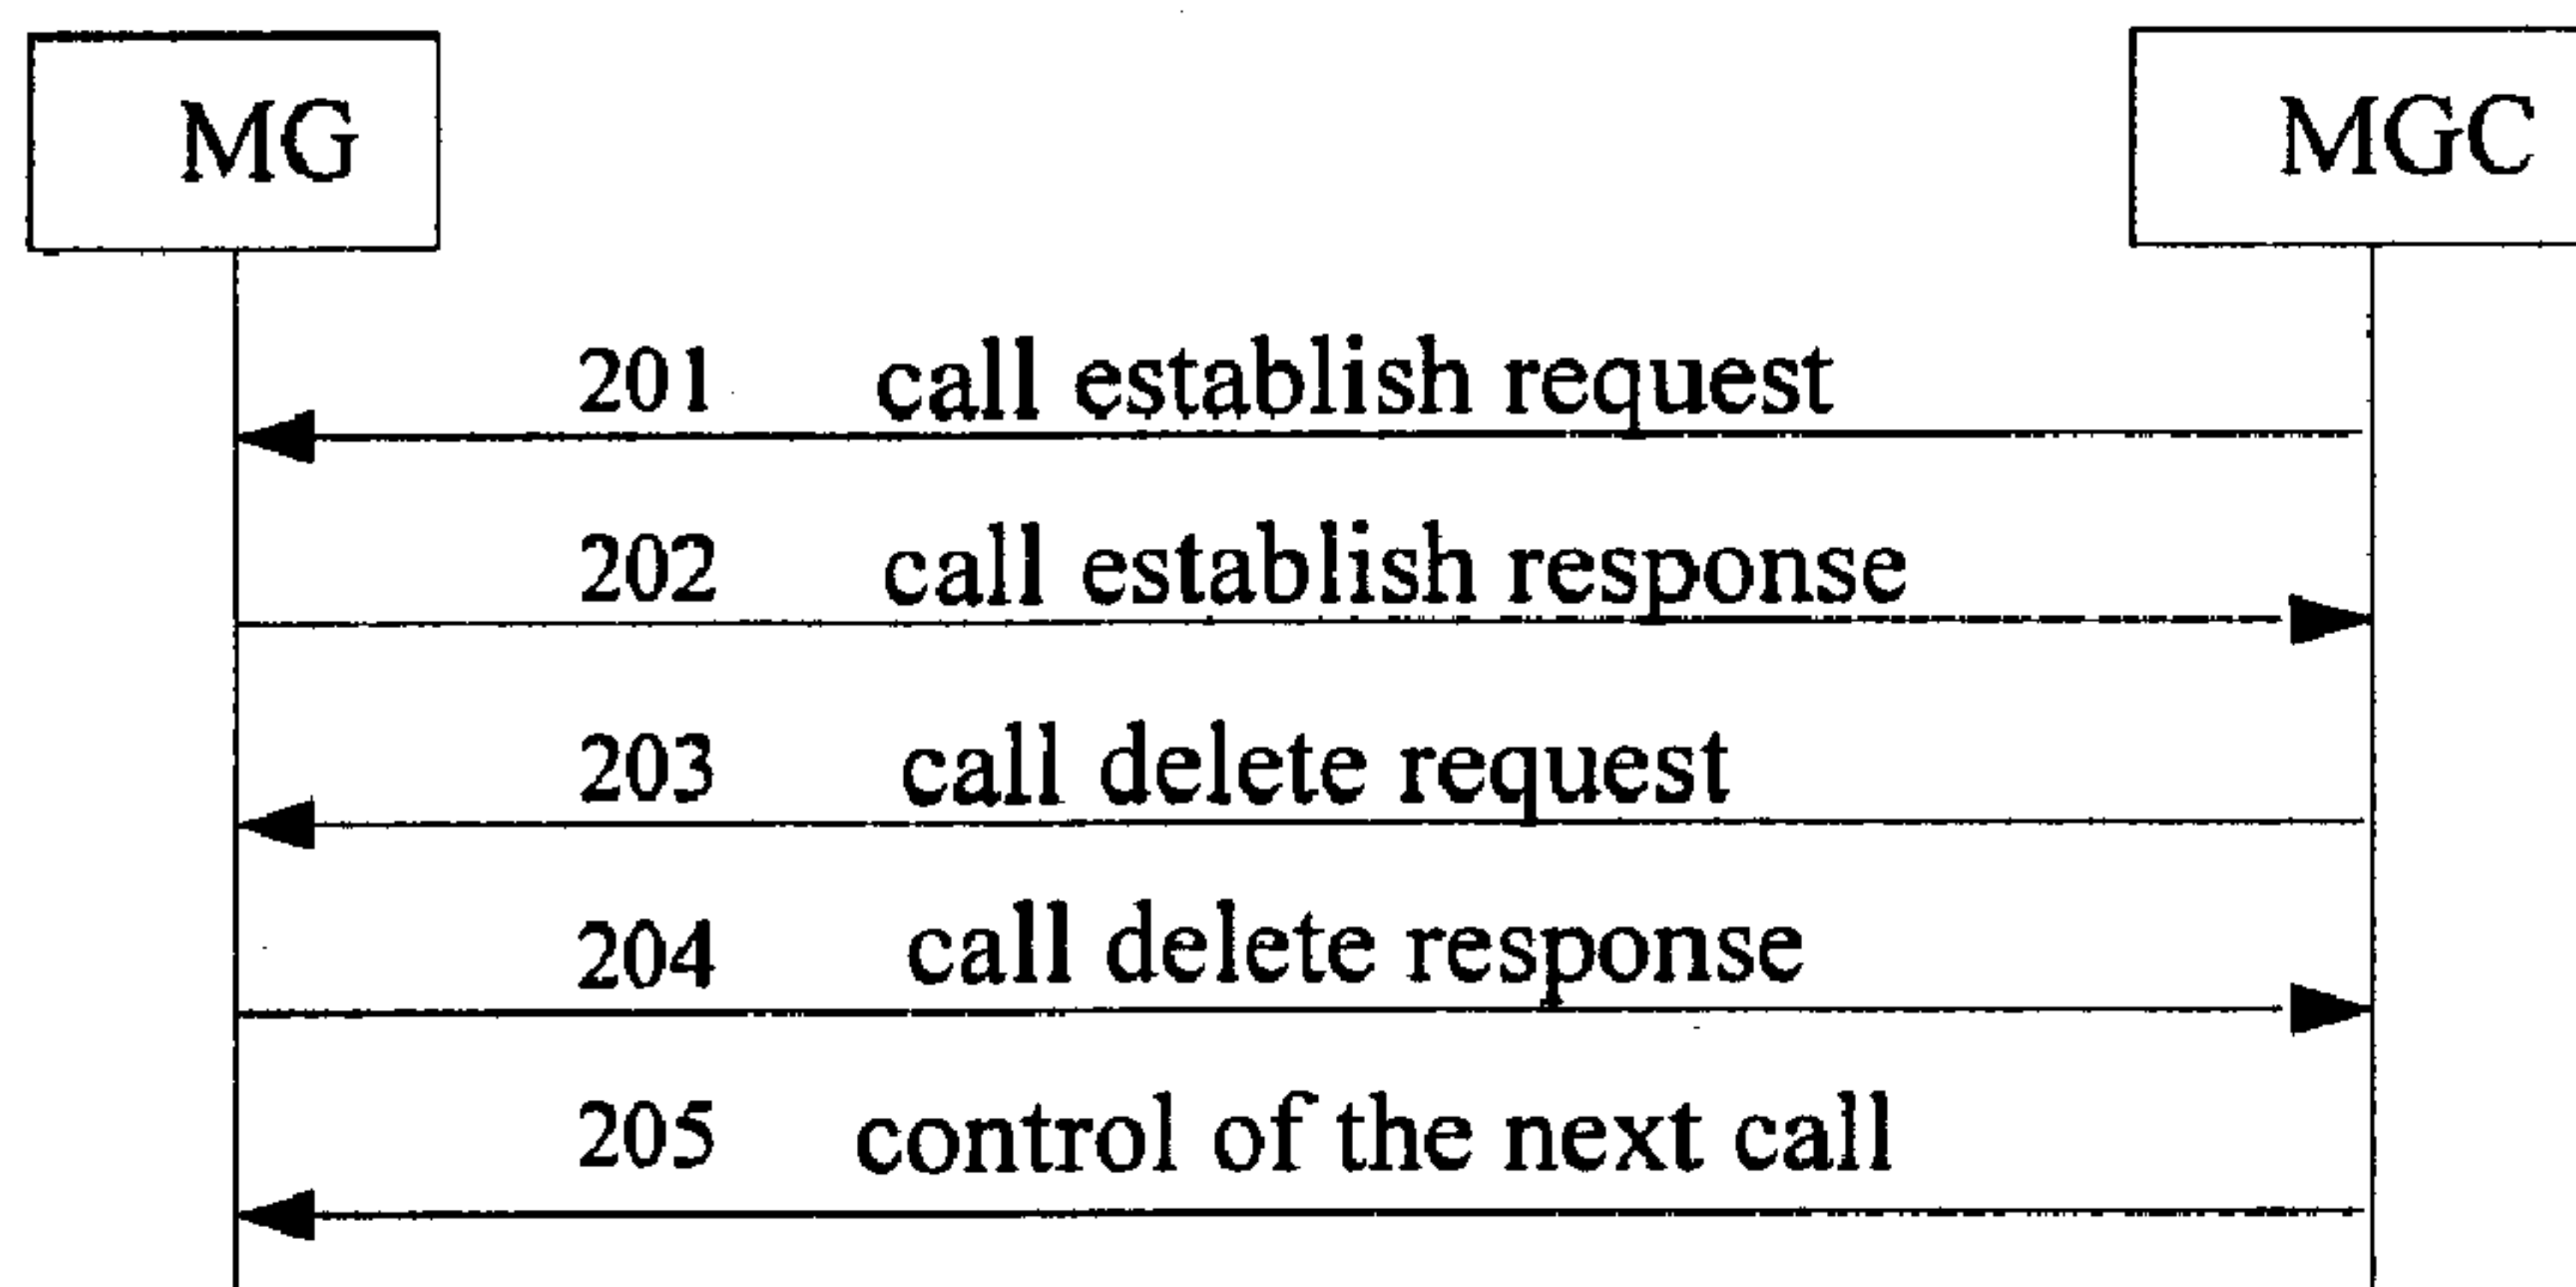 MG MGC
201 call establish request
202 call establish response
203 call delete request
204 call delete response
205 control of the next call